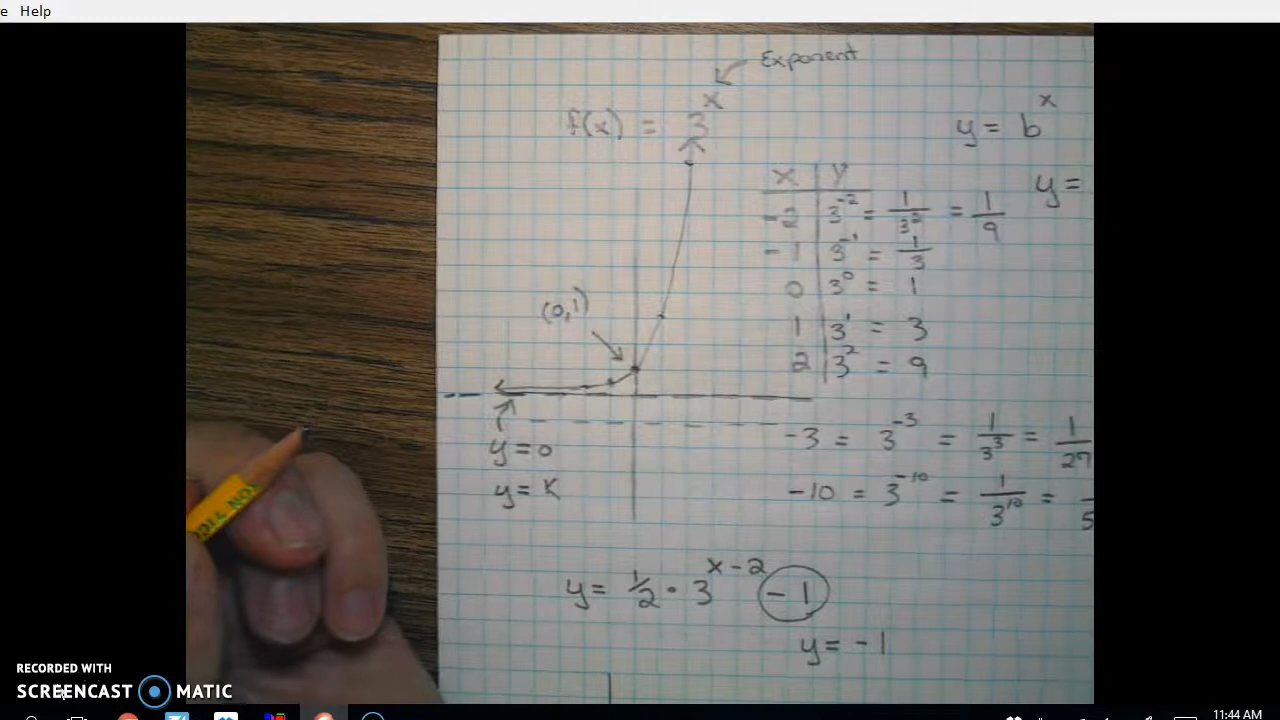 Help
Exponent
f(x) = 3^x
y = b^x
y =
x | y
-2 | 3^-2 = 1/3^2 = 1/9
-1 | 3^-1 = 1/3
0 | 3^0 = 1
1 | 3^1 = 3
2 | 3^2 = 9
(0,1)
-3 = 3^-3 = 1/3^3 = 1/27
y = 0
-10 = 3^-10 = 1/3^10 =
y = K
y = 1/2 · 3^x-2 -1
y = -1
RECORDED WITH
SCREENCAST MATIC
11:44 AM